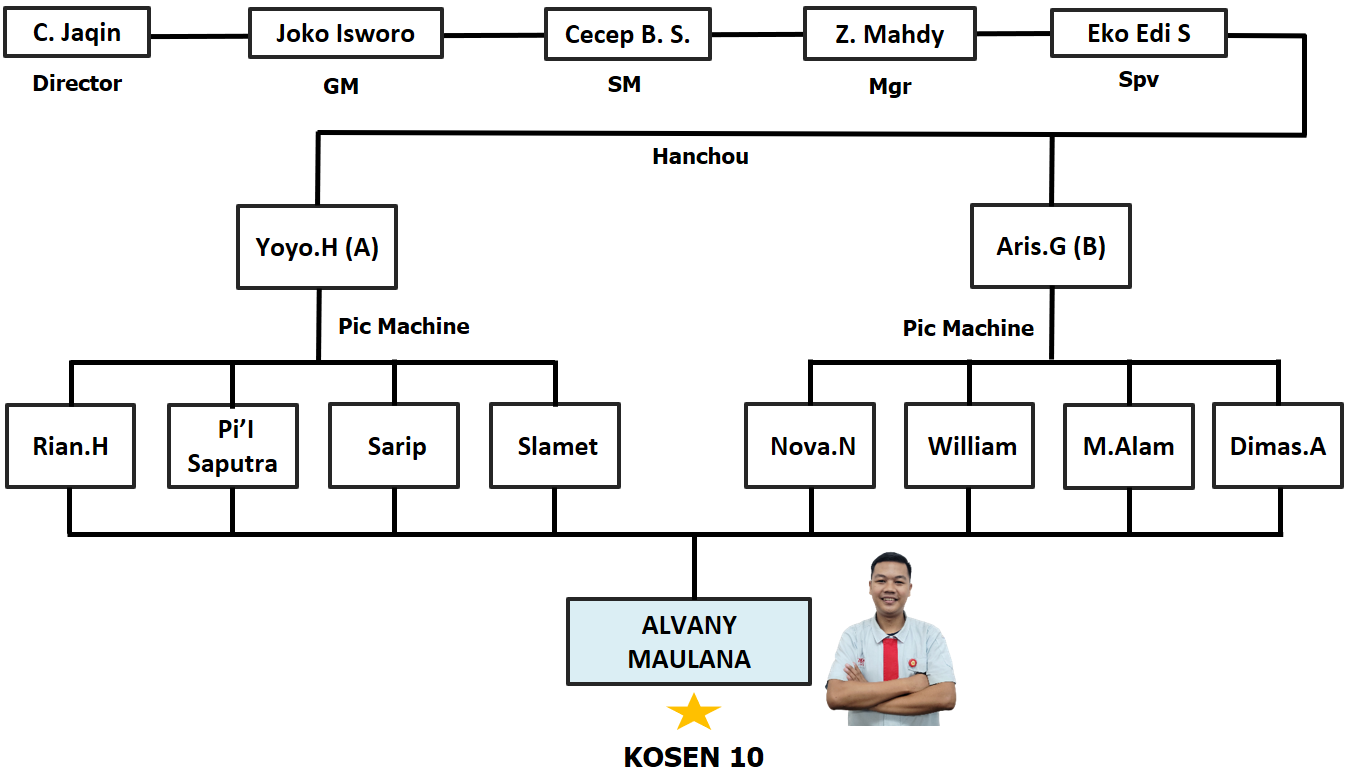 C. Jaqin
Joko Isworo
Cecep B. S.
Z. Mahdy
Eko Edi S
Director
GM
SM
Mgr
Spv
Hanchou
Yoyo.H (A)
Aris.G (B)
Pic Machine
Pic Machine
Rian.H
Pi’I
Saputra
Sarip
Slamet
Nova.N
William
M.Alam
Dimas.A
ALVANY
MAULANA
KOSEN 10